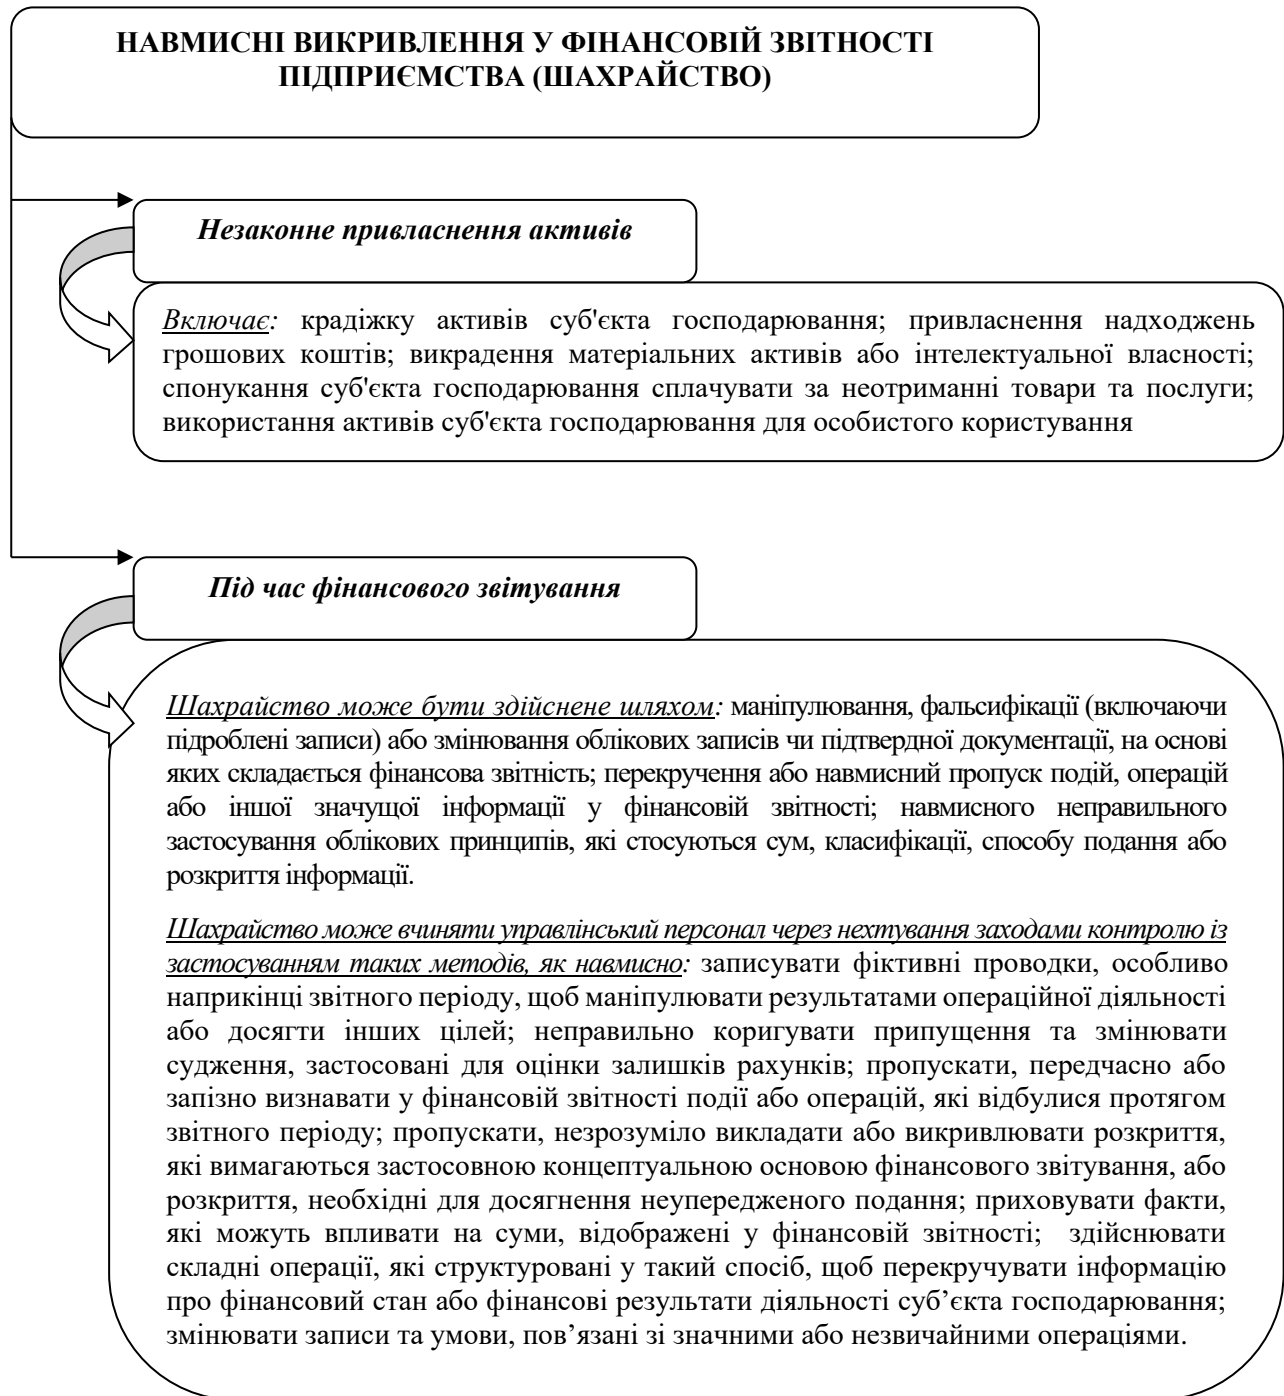 НАВМИСНІ ВИКРИВЛЕННЯ У ФІНАНСОВІЙ ЗВІТНОСТІ
ПІДПРИЄМСТВА (ШАХРАЙСТВО)
Незаконне привласнення активів
Включає: крадіжку активів суб'єкта господарювання; привласнення надходжень
грошових коштів; викрадення матеріальних активів або інтелектуальної власності;
спонукання суб'єкта господарювання сплачувати за неотриманні товари та послуги;
використання активів суб'єкта господарювання для особистого користування
Під час фінансового звітування
Шахрайство може бути здійснене шляхом: маніпулювання, фальсифікації (включаючи
підроблені записи) або змінювання облікових записів чи підтвердної документації, на основі
яких складається фінансова звітність; перекручення або навмисний пропуск подій, операцій
або іншої значущої інформації у фінансовій звітності; навмисного неправильного
застосування облікових принципів, які стосуються сум, класифікації, способу подання або
розкриття інформації.
Шахрайство може вчиняти управлінський персонал через нехтування заходами контролю із
застосуванням таких методів, як навмисно: записувати фіктивні проводки, особливо
наприкінці звітного періоду, щоб маніпулювати результатами операційної діяльності
або досягти інших цілей; неправильно коригувати припущення та змінювати
судження, застосовані для оцінки залишків рахунків; пропускати, передчасно або
запізно визнавати у фінансовій звітності події або операцій, які відбулися протягом
звітного періоду; пропускати, незрозуміло викладати або викривлювати розкриття,
які вимагаються застосовною концептуальною основою фінансового звітування, або
розкриття, необхідні для досягнення неупередженого подання; приховувати факти,
які можуть впливати на суми, відображені у фінансовій звітності; здійснювати
складні операції, які структуровані у такий спосіб, щоб перекручувати інформацію
про фінансовий стан або фінансові результати діяльності суб’єкта господарювання;
змінювати записи та умови, пов’язані зі значними або незвичайними операціями.